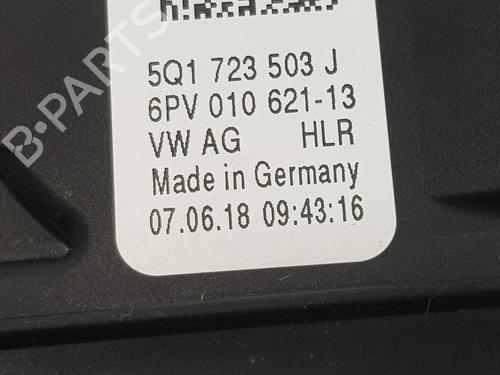 B-PARTS
5Q1 723 503 J
6PV 010 621-13
VW AG HLR
Made in Germany
07.06.18 09:43:16